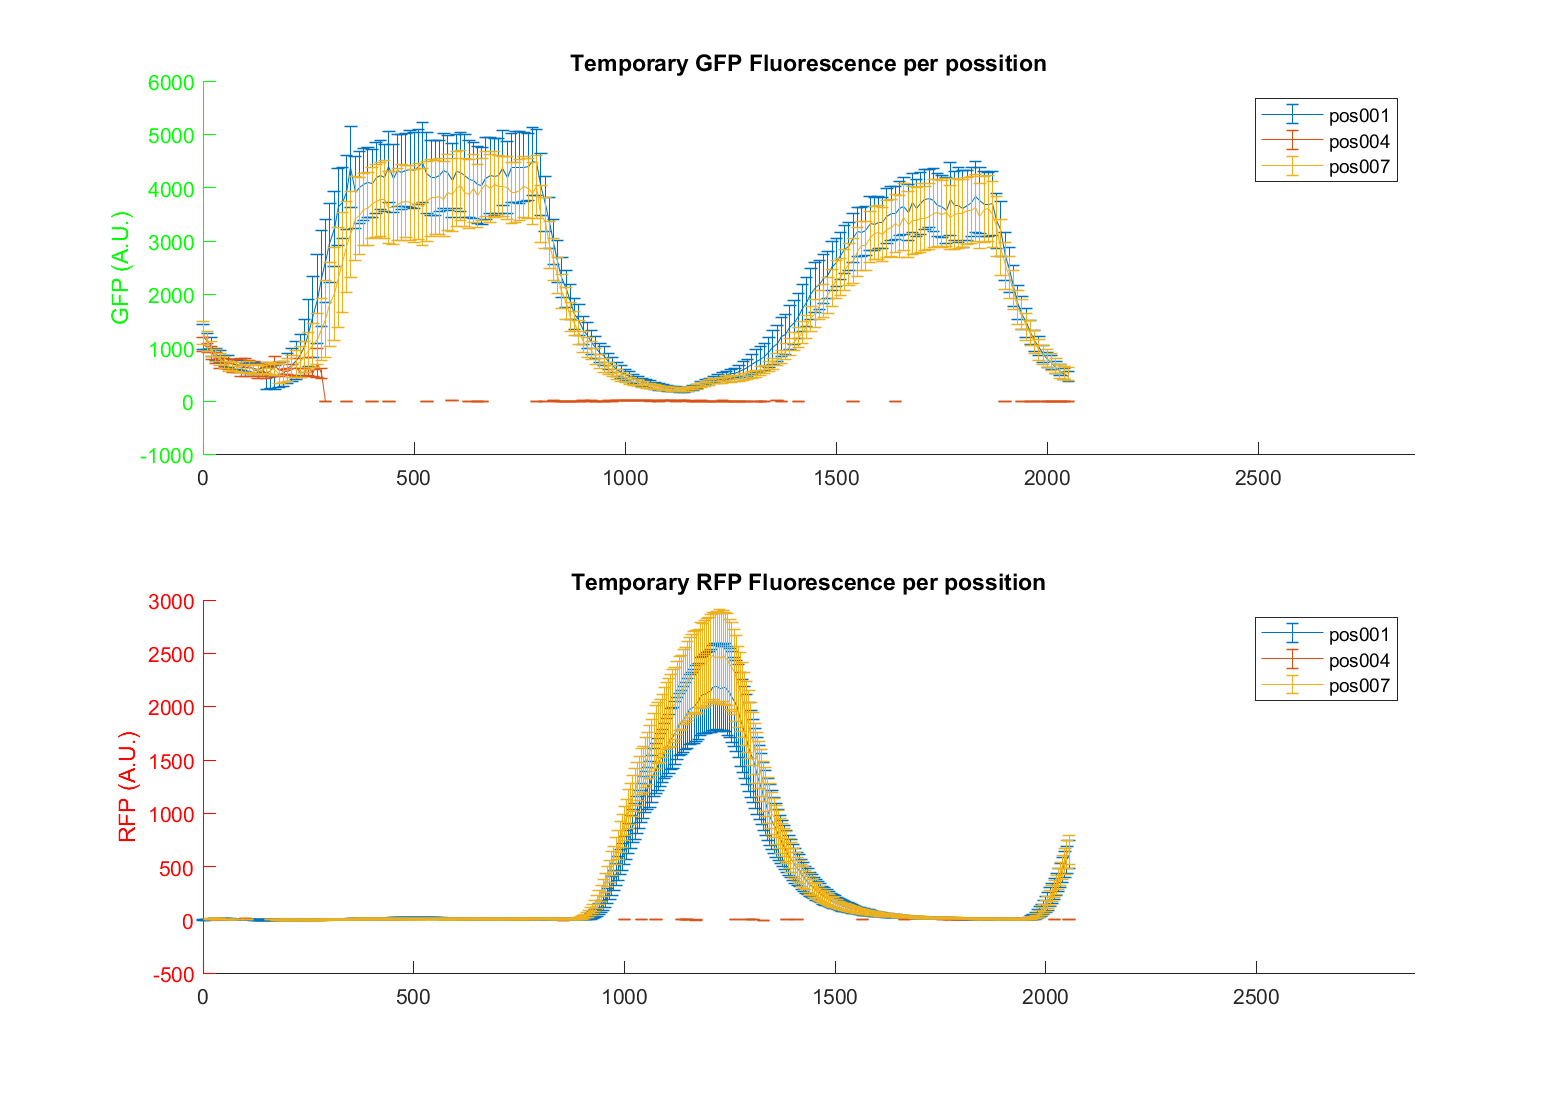 Temporary GFP Fluorescence per possition
6000
5000
4000
3000
2000
1000
0
-1000
GFP (A.U.)
0 500 1000 1500 2000 2500
pos001
pos004
pos007
Temporary RFP Fluorescence per possition
3000
2500
2000
1500
1000
500
0
-500
RFP (A.U.)
0 500 1000 1500 2000 2500
pos001
pos004
pos007